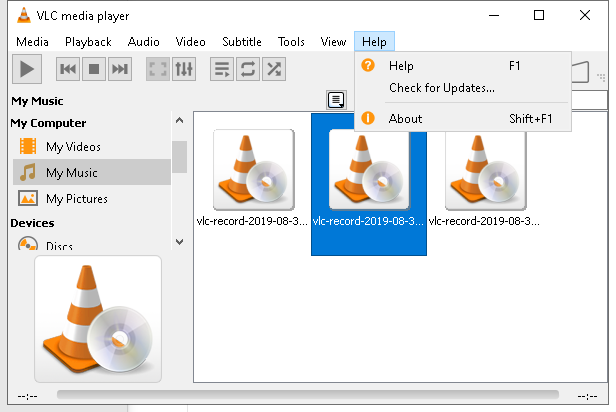 VLC media player
Media Playback Audio Video Subtitle Tools View Help
Help F1
Check for Updates...
About Shift+F1
My Music
My Computer
My Videos
My Music
My Pictures
Devices
Discs
vlc-record-2019-08-3... vlc-record-2019-08-3... vlc-record-2019-08-3...
--:-- --:--